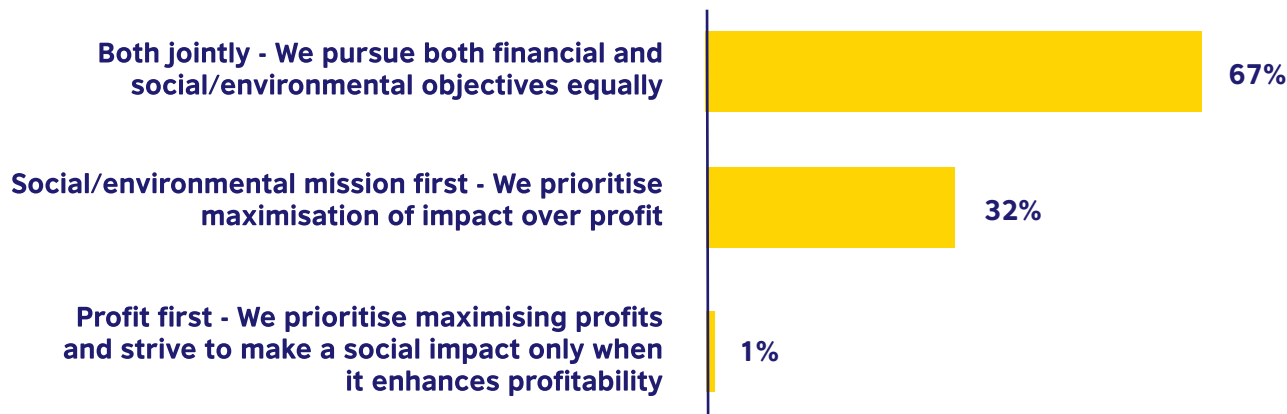 Both jointly - We pursue both financial and
social/environmental objectives equally
67%
Social/environmental mission first - We prioritise
maximisation of impact over profit
32%
Profit first - We prioritise maximising profits
and strive to make a social impact only when
it enhances profitability
1%